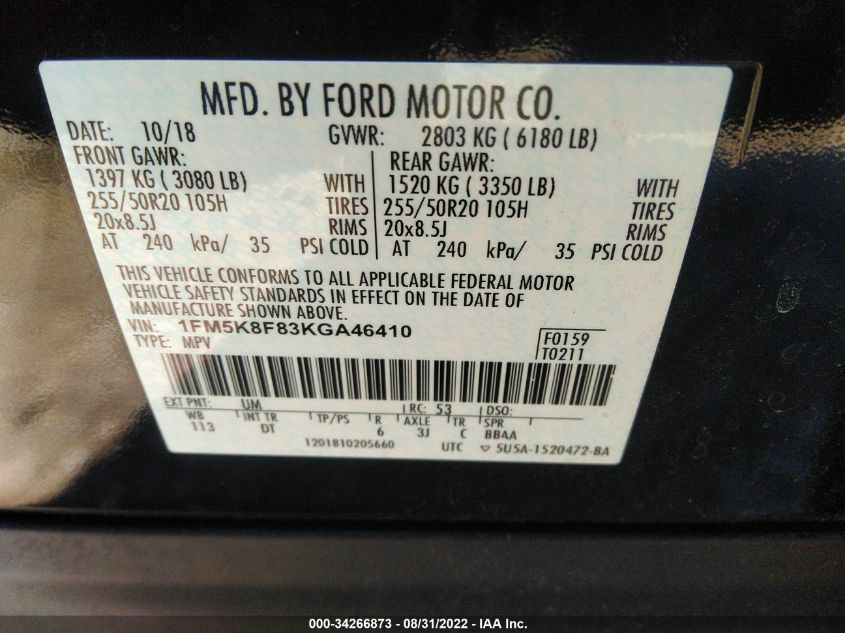 MFD. BY FORD MOTOR CO.
DATE: 10/18 GVWR: 2803 KG ( 6180 LB)
FRONT GAWR: REAR GAWR:
1397 KG ( 3080 LB) WITH 1520 KG ( 3350 LB) WITH
255/50R20 105H TIRES 255/50R20 105H TIRES
20x8.5J RIMS 20x8.5J RIMS
AT 240 kPa/ 35 PSI COLD AT 240 kPa/ 35 PSI COLD
THIS VEHICLE CONFORMS TO ALL APPLICABLE FEDERAL MOTOR
VEHICLE SAFETY STANDARDS IN EFFECT ON THE DATE OF
MANUFACTURE SHOWN ABOVE.
VIN: 1FM5K8F83KGA46410 F0159
TYPE: MPV T0211
EXT PNT: UM RC: 53 DSO:
WB INT TR TP/PS R AXLE TR SPR
113 DT 6 3J C BBAA
1201810205660 UTC ▽ 5U5A-1520472-BA
000-34266873 - 08/31/2022 - IAA Inc.